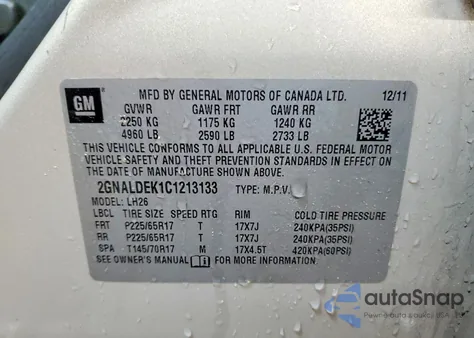 GM
MFD BY GENERAL MOTORS OF CANADA LTD. 12/11
GVWR GAWR FRT GAWR RR
2250 KG 1175 KG 1240 KG
4960 LB 2590 LB 2733 LB
THIS VEHICLE CONFORMS TO ALL APPLICABLE U.S. FEDERAL MOTOR
VEHICLE SAFETY AND THEFT PREVENTION STANDARDS IN EFFECT ON THE
DATE OF MANUFACTURE SHOWN ABOVE.
2GNALDEK1C1213133 TYPE: M.P.V.
MODEL: LH26
LBCL TIRE SIZE SPEED RTG RIM COLD TIRE PRESSURE
FRT P225/65R17 T 17X7J 240KPA(35PSI)
RR P225/65R17 T 17X7J 240KPA(35PSI)
SPA T145/70R17 M 17X4.5T 420KPA(60PSI)
SEE OWNER'S MANUAL FOR MORE INFORMATION.
autoSnap